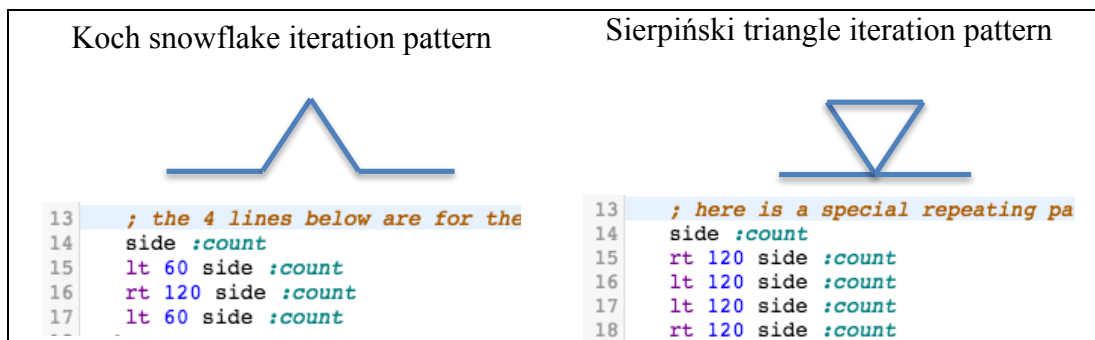 Koch snowflake iteration pattern
13 ; the 4 lines below are for the
14 side :count
15 lt 60 side :count
16 rt 120 side :count
17 lt 60 side :count
Sierpiński triangle iteration pattern
13 ; here is a special repeating pa
14 side :count
15 rt 120 side :count
16 lt 120 side :count
17 lt 120 side :count
18 rt 120 side :count